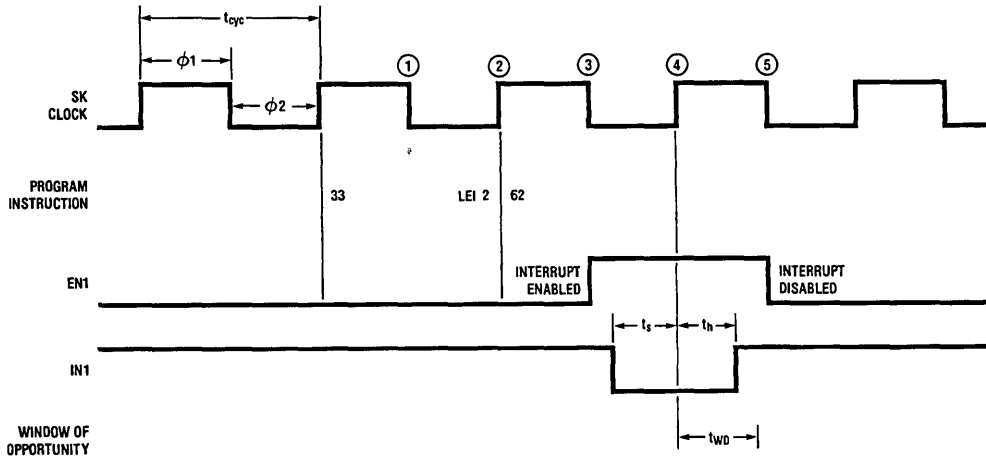 tcyc
ϕ1
ϕ2
1
2
3
4
5
SK
CLOCK
PROGRAM
INSTRUCTION
33
LEI 2
62
EN1
INTERRUPT
ENABLED
INTERRUPT
DISABLED
ts
th
IN1
WINDOW OF
OPPORTUNITY
tWD